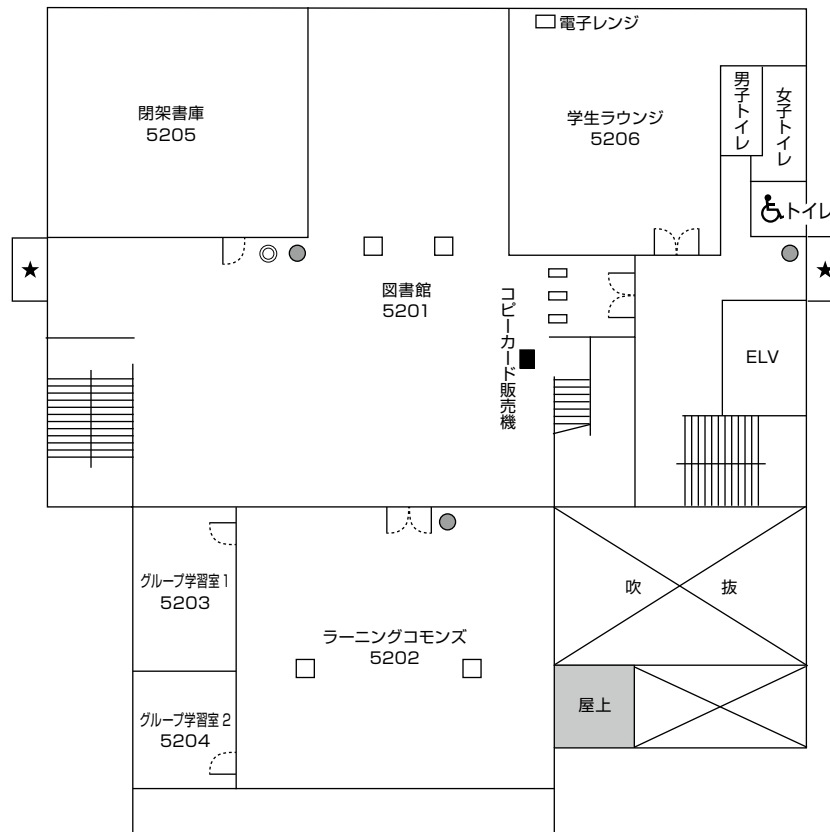 電子レンジ
閉架書庫
5205
学生ラウンジ
5206
男子トイレ
女子トイレ
トイレ
★
★
図書館
5201
コピーカード販売機
ELV
グループ学習室1
5203
ラーニングコモンズ
5202
吹 抜
グループ学習室2
5204
屋上